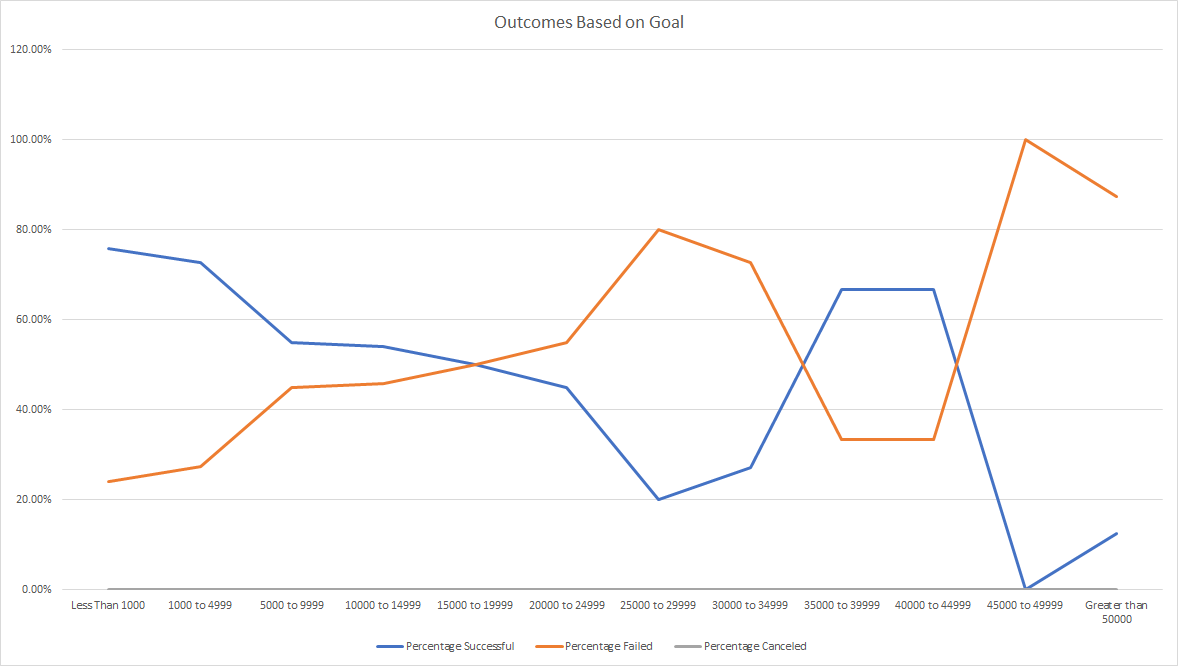 Outcomes Based on Goal
120.00%
100.00%
80.00%
60.00%
40.00%
20.00%
0.00%
Less Than 1000 1000 to 4999 5000 to 9999 10000 to 14999 15000 to 19999 20000 to 24999 25000 to 29999 30000 to 34999 35000 to 39999 40000 to 44999 45000 to 49999 Greater than
50000
Percentage Successful Percentage Failed Percentage Canceled